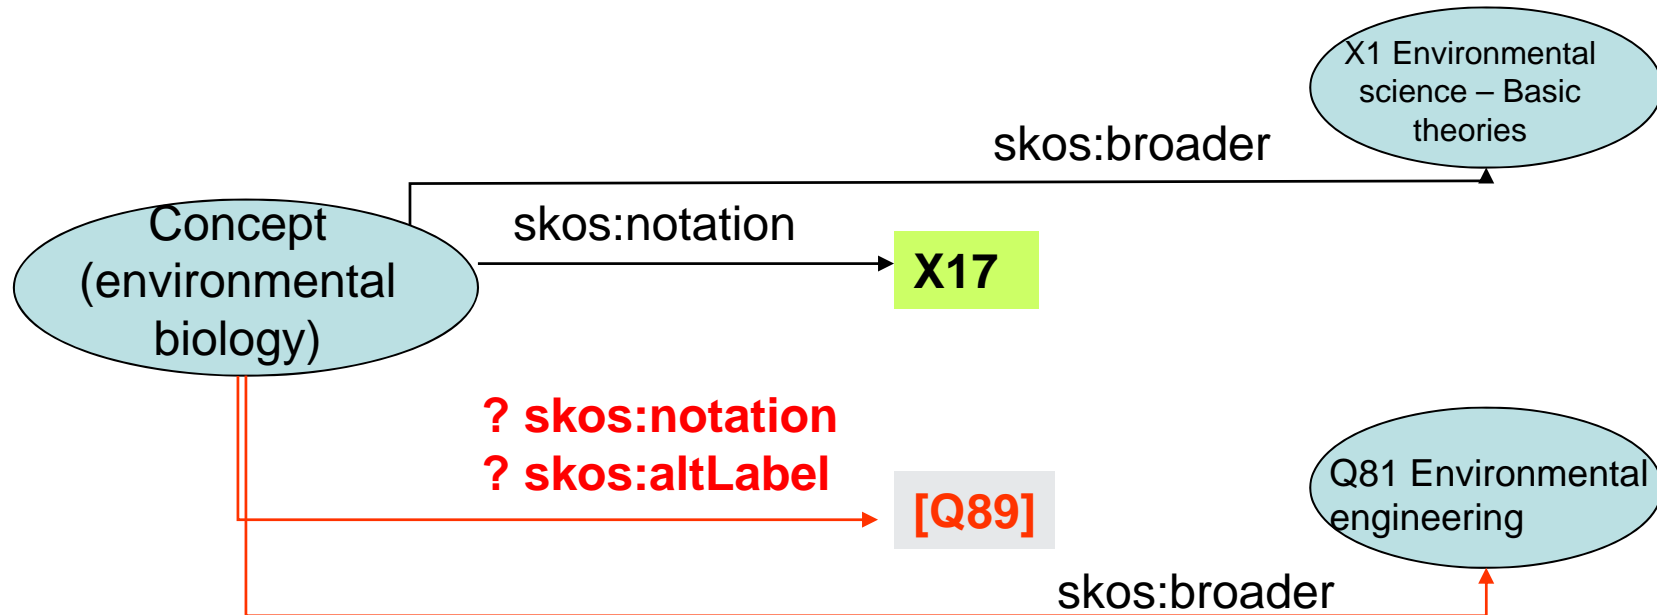 X1 Environmental
science – Basic
theories
skos:broader
Concept
(environmental
biology)
skos:notation
X17
? skos:notation
? skos:altLabel
[Q89]
Q81 Environmental
engineering
skos:broader